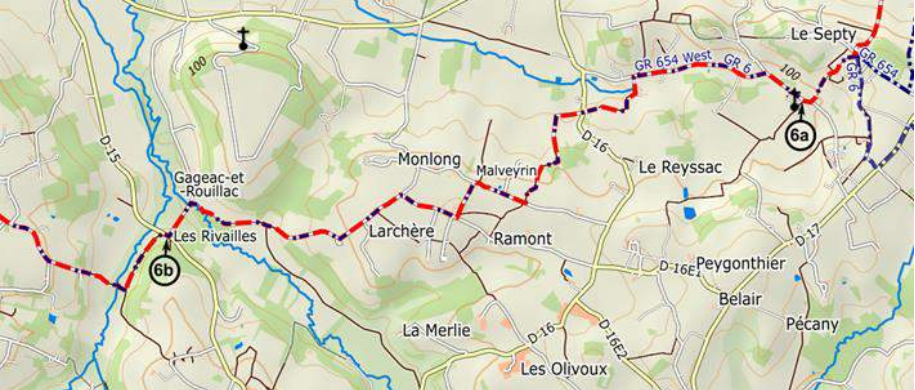 Le Septy
100
GR 654 West
GR 6
100
GR 654
GR 6
6a
D-15
D-16
Monlong
Malveyrin
Le Reyssac
Gageac-et
-Rouillac
Les Rivailles
Larchère
Ramont
D-17
6b
D 16E1
Peygonthier
Belair
La Merlie
D-16
D-16E2
Pécany
Les Olivoux